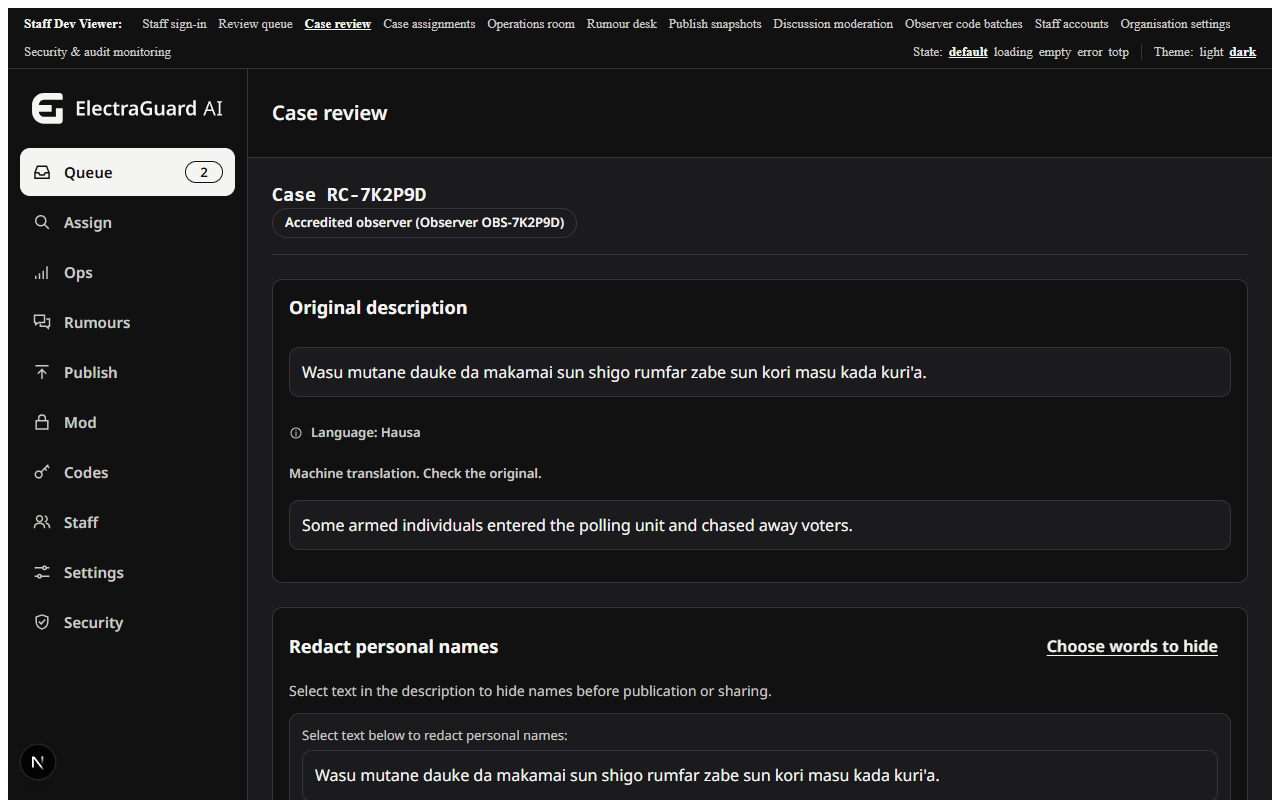 Staff Dev Viewer: Staff sign-in Review queue Case review Case assignments Operations room Rumour desk Publish snapshots Discussion moderation Observer code batches Staff accounts Organisation settings
Security & audit monitoring State: default loading empty error totp Theme: light dark
ElectraGuard AI
Case review
Queue 2
Assign
Ops
Rumours
Publish
Mod
Codes
Staff
Settings
Security
N
Case RC-7K2P9D
Accredited observer (Observer OBS-7K2P9D)
Original description
Wasu mutane dauke da makamai sun shigo rumfar zabe sun kori masu kada kuri'a.
Language: Hausa
Machine translation. Check the original.
Some armed individuals entered the polling unit and chased away voters.
Redact personal names Choose words to hide
Select text in the description to hide names before publication or sharing.
Select text below to redact personal names:
Wasu mutane dauke da makamai sun shigo rumfar zabe sun kori masu kada kuri'a.